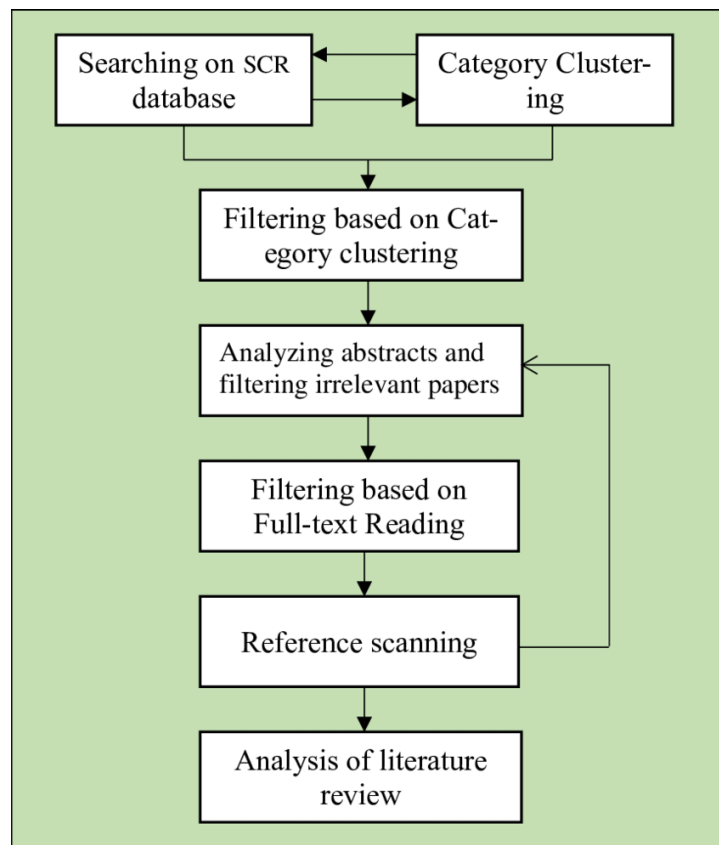 Searching on SCR
database
Category Cluster-
ing
Filtering based on Cat-
egory clustering
Analyzing abstracts and
filtering irrelevant papers
Filtering based on
Full-text Reading
Reference scanning
Analysis of literature
review